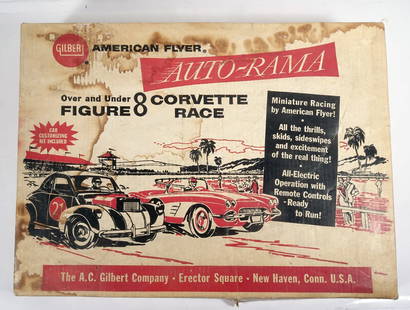 GILBERT
AMERICAN FLYER®
AUTO-RAMA
Over and Under
FIGURE 8 CORVETTE
RACE
CAR
CUSTOMIZING
KIT INCLUDED
Miniature Racing
by American Flyer!
All the thrills,
skids, sideswipes
and excitement
of the real thing!
All-Electric
Operation with
Remote Controls
-Ready
to Run!
The A.C. Gilbert Company · Erector Square · New Haven, Conn. U.S.A.